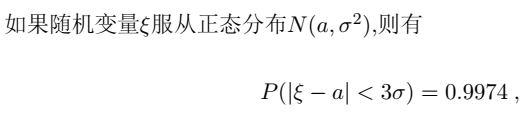 如果随机变量ξ服从正态分布N(a, σ²),则有
P(|ξ − a| < 3σ) = 0.9974 ,